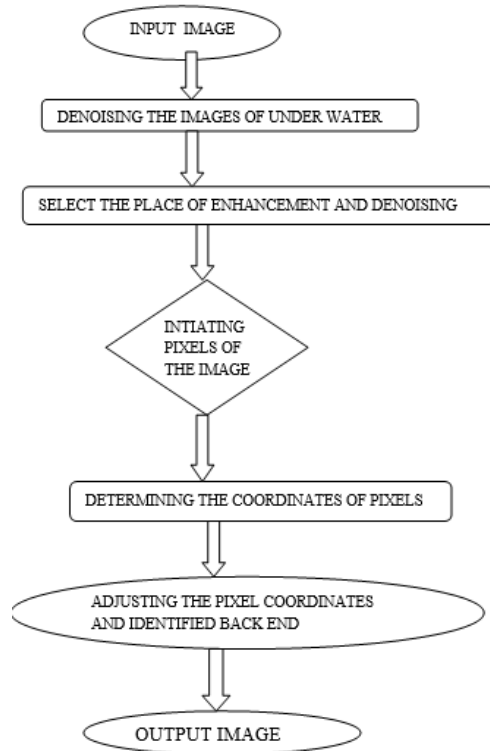 INPUT IMAGE
DENOISING THE IMAGES OF UNDER WATER
SELECT THE PLACE OF ENHANCEMENT AND DENOISING
INTIATING
PIXELS OF
THE IMAGE
DETERMINING THE COORDINATES OF PIXELS
ADJUSTING THE PIXEL COORDINATES
AND IDENTIFIED BACK END
OUTPUT IMAGE